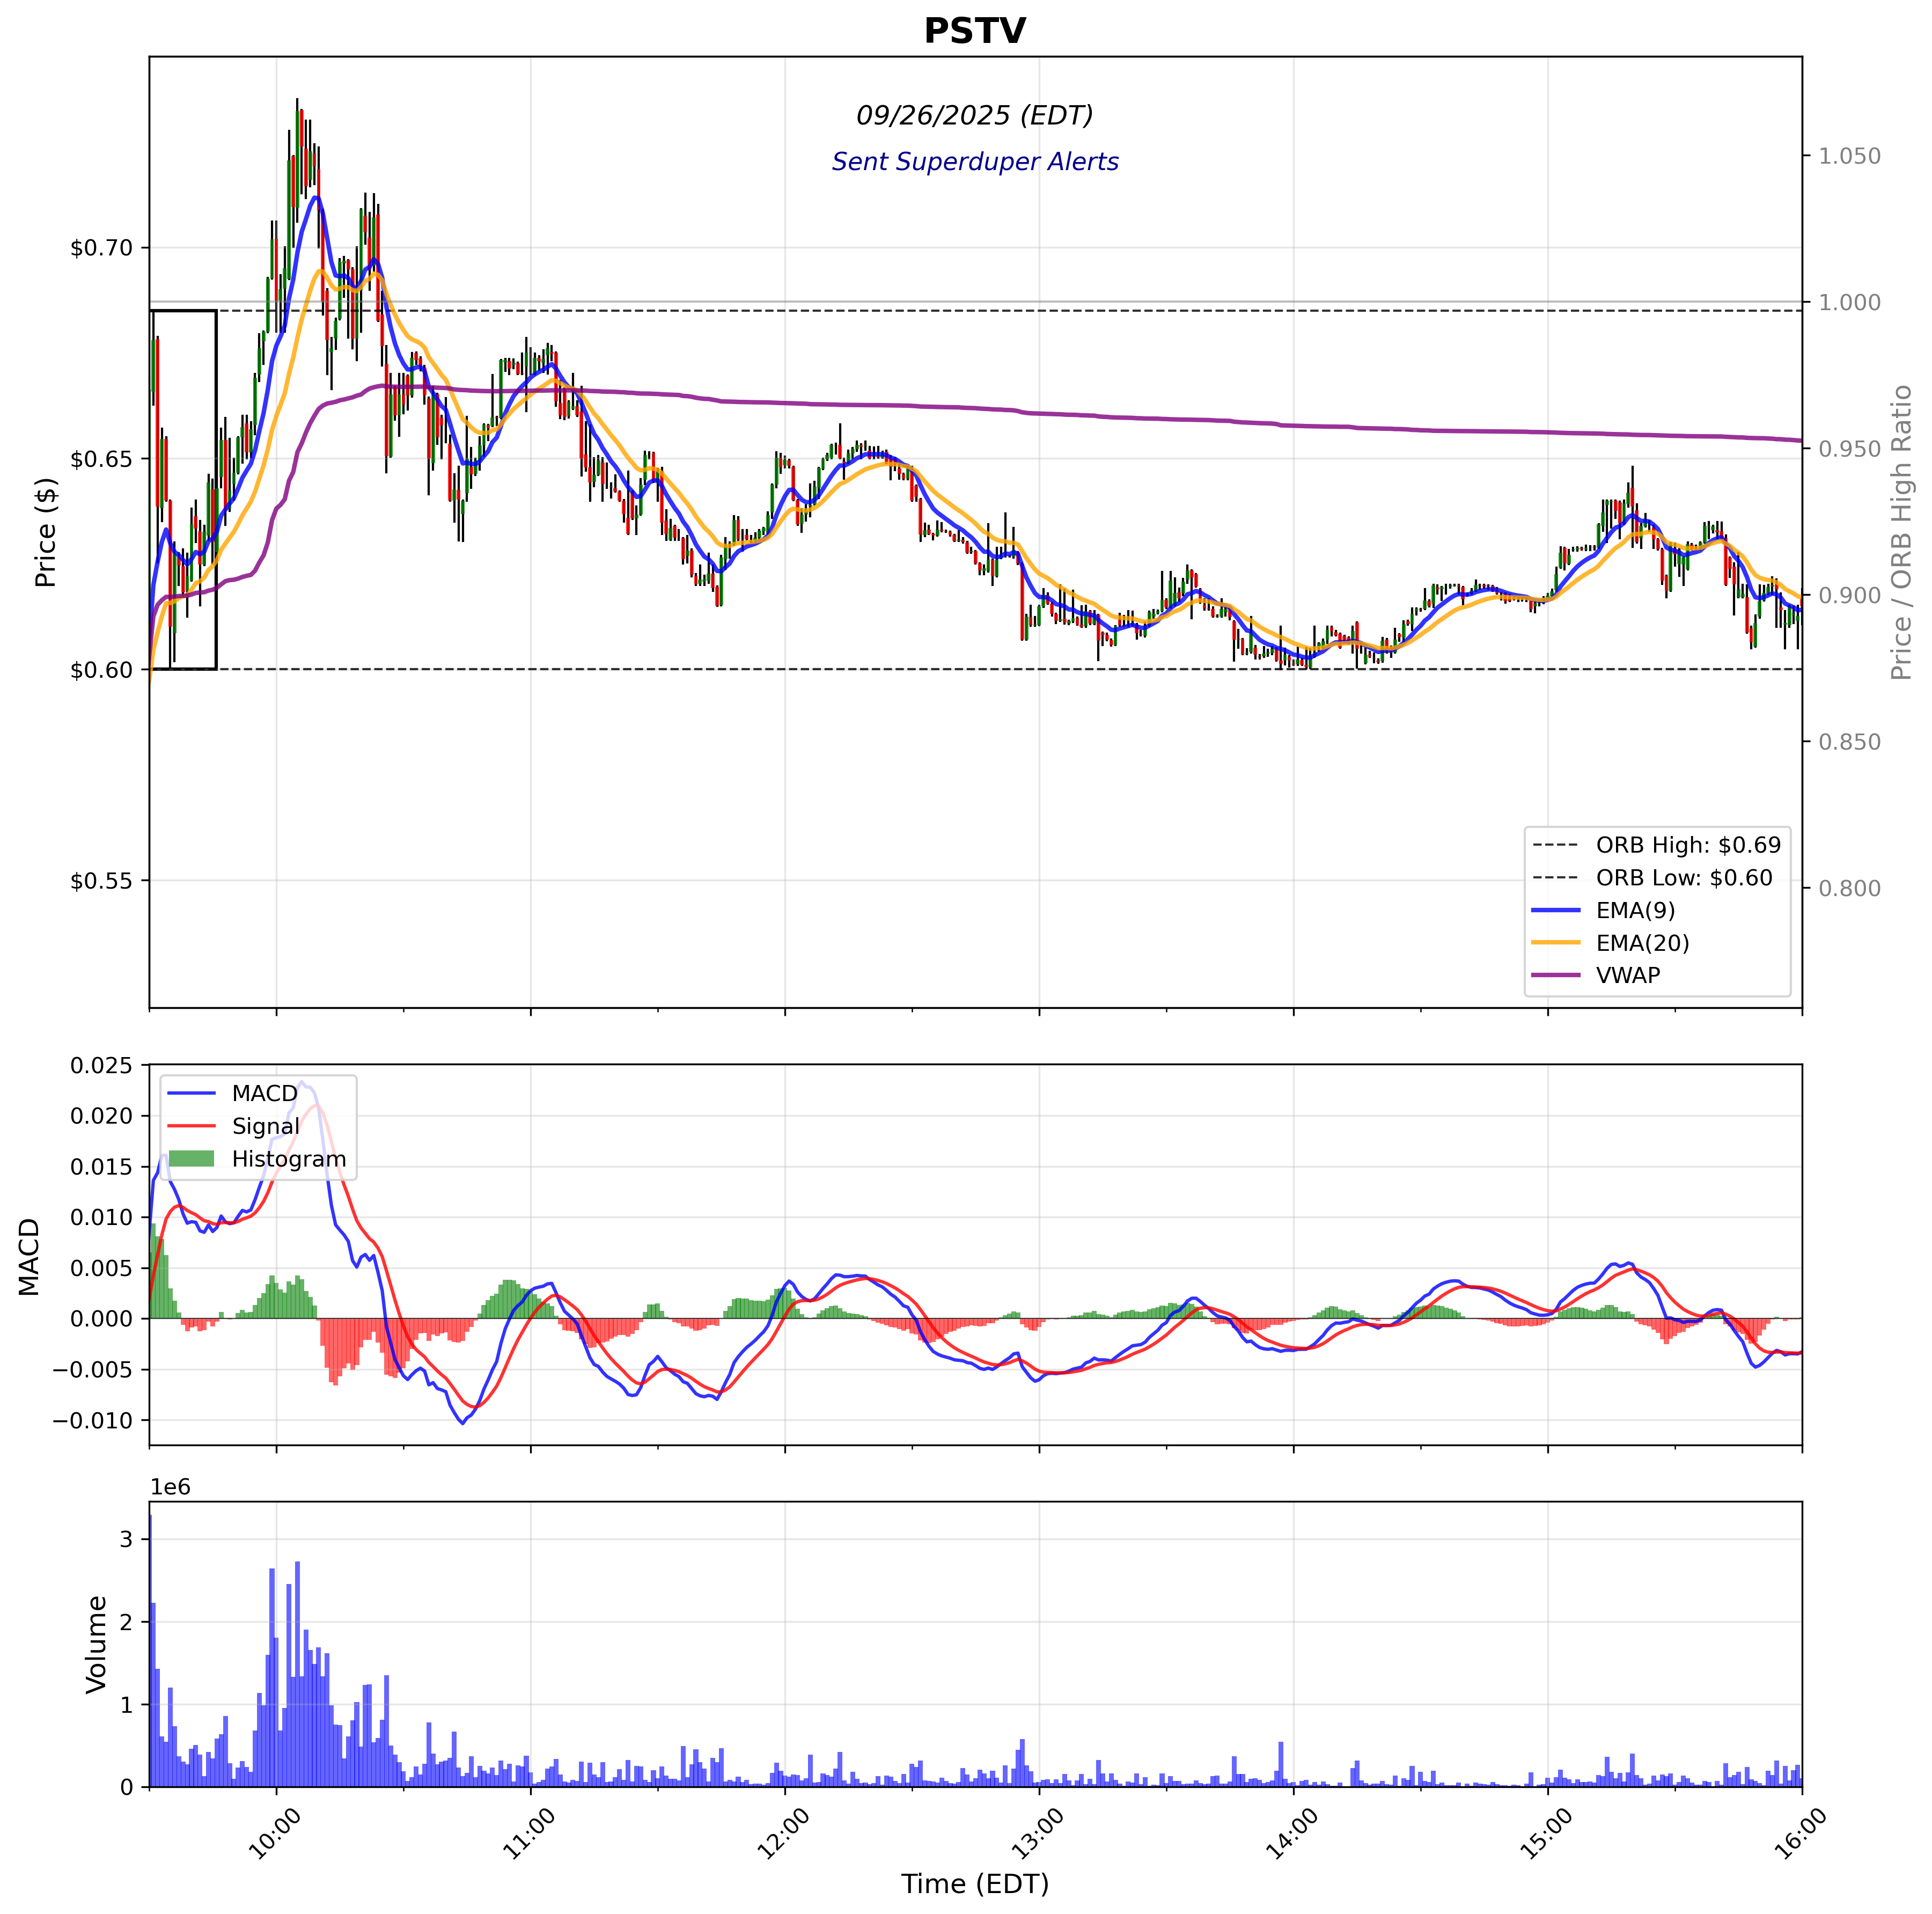 PSTV
09/26/2025 (EDT)
Sent Superduper Alerts
$0.70
$0.65
$0.60
$0.55
Price ($)
1.050
1.000
0.950
0.900
0.850
0.800
Price / ORB High Ratio
ORB High: $0.69
ORB Low: $0.60
EMA(9)
EMA(20)
VWAP
0.025
0.020
0.015
0.010
0.005
0.000
−0.005
−0.010
MACD
MACD
Signal
Histogram
1e6
3
2
1
0
Volume
10:00
11:00
12:00
13:00
14:00
15:00
16:00
Time (EDT)